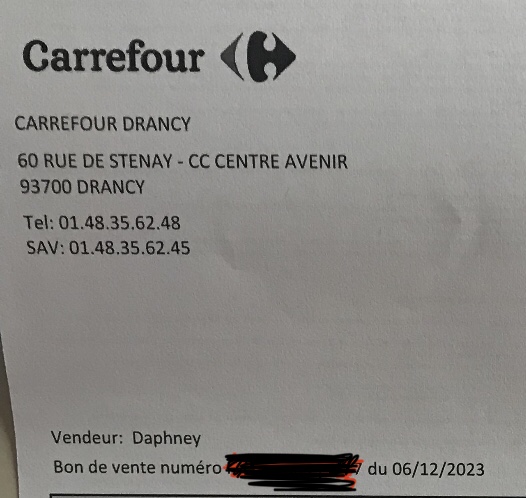 Carrefour
CARREFOUR DRANCY
60 RUE DE STENAY - CC CENTRE AVENIR
93700 DRANCY
Tel: 01.48.35.62.48
SAV: 01.48.35.62.45
Vendeur: Daphney
Bon de vente numéro du 06/12/2023